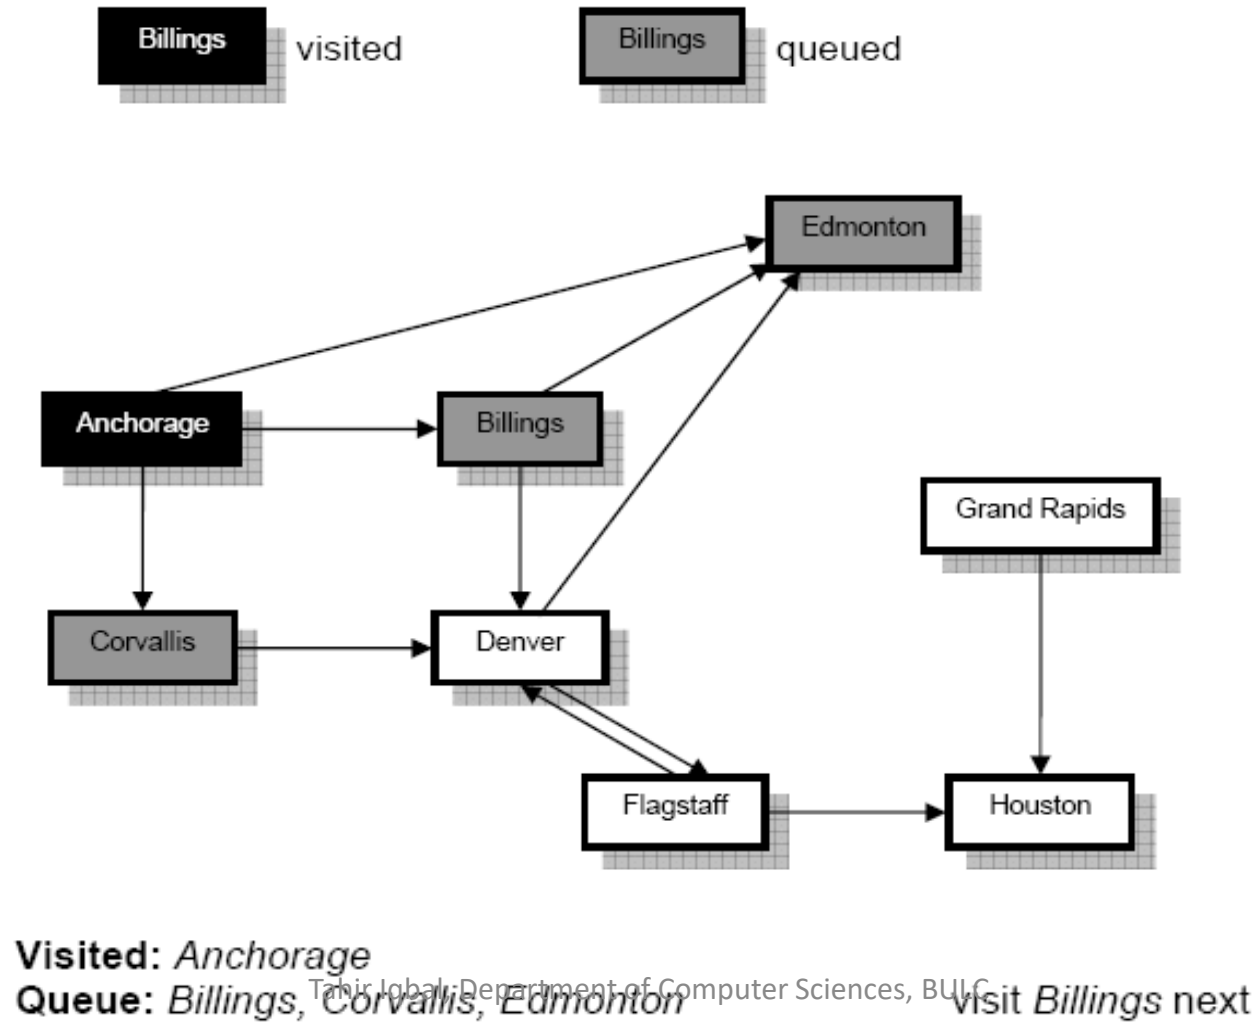 Billings visited Billings queued
Edmonton
Anchorage Billings
Grand Rapids
Corvallis Denver
Flagstaff Houston
Visited: Anchorage
Queue: Billings, Corvallis, Edmonton visit Billings next
Tahir Iqbal, Department of Computer Sciences, BULC